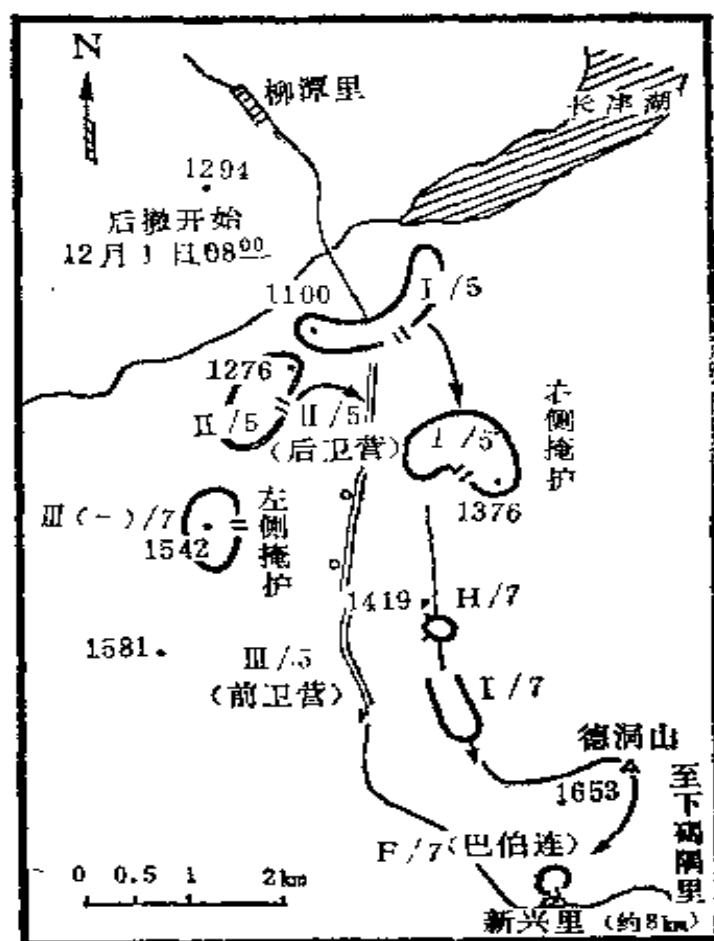 N
柳潭里
长津湖
1294
后撤开始
12月1日08⁰⁰
1100
I/5
1276
II/5
II/5
(后卫营)
I/5
右侧掩护
1376
III(-)/7
1542
左侧掩护
1419
H/7
1581
III/5
(前卫营)
I/7
德洞山
1653
至下碣隅里
(约8km)
F/7(巴伯连)
新兴里
0 0.5 1 2km